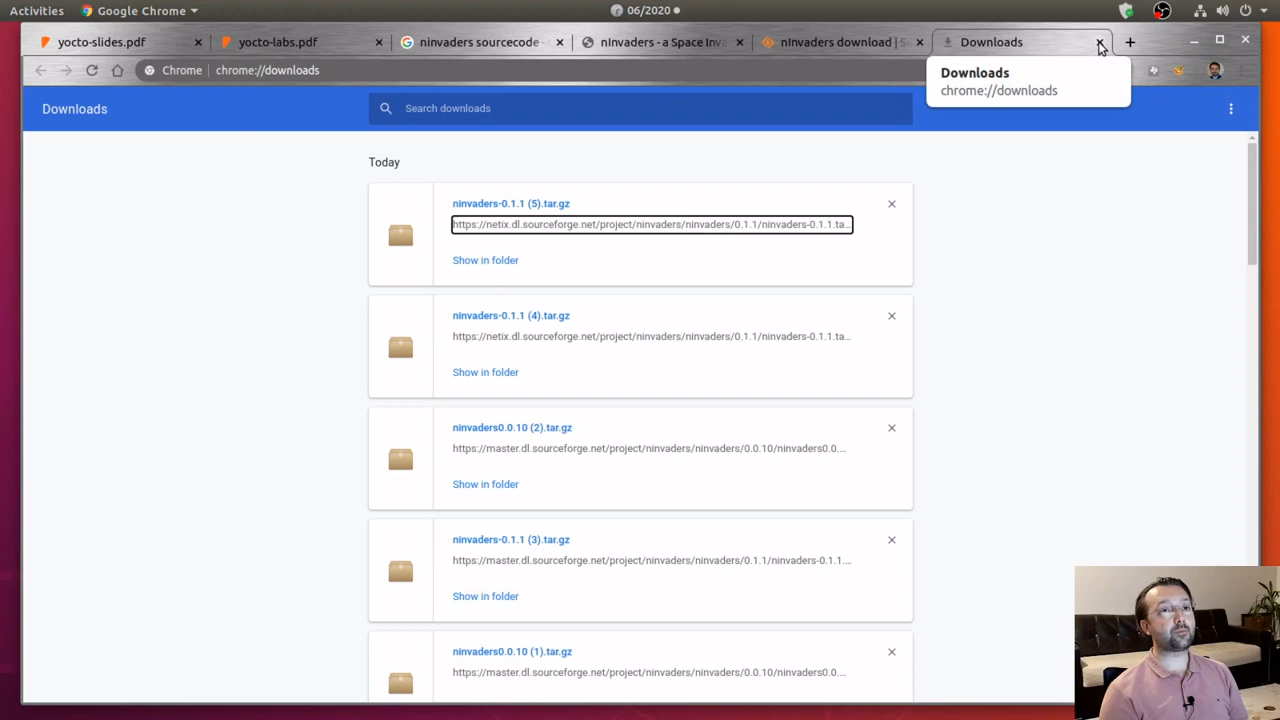 Activities Google Chrome 06/2020
yocto-slides.pdf yocto-labs.pdf ninvaders sourcecode - nInvaders - a Space Inva nInvaders download | S Downloads
Chrome chrome://downloads
Downloads
chrome://downloads
Downloads Search downloads
Today
ninvaders-0.1.1 (5).tar.gz
https://netix.dl.sourceforge.net/project/ninvaders/ninvaders/0.1.1/ninvaders-0.1.1.ta...
Show in folder
ninvaders-0.1.1 (4).tar.gz
https://netix.dl.sourceforge.net/project/ninvaders/ninvaders/0.1.1/ninvaders-0.1.1.ta...
Show in folder
ninvaders0.0.10 (2).tar.gz
https://master.dl.sourceforge.net/project/ninvaders/ninvaders/0.0.10/ninvaders0.0....
Show in folder
ninvaders-0.1.1 (3).tar.gz
https://master.dl.sourceforge.net/project/ninvaders/ninvaders/0.1.1/ninvaders-0.1.1....
Show in folder
ninvaders0.0.10 (1).tar.gz
https://master.dl.sourceforge.net/project/ninvaders/ninvaders/0.0.10/ninvaders0.0....